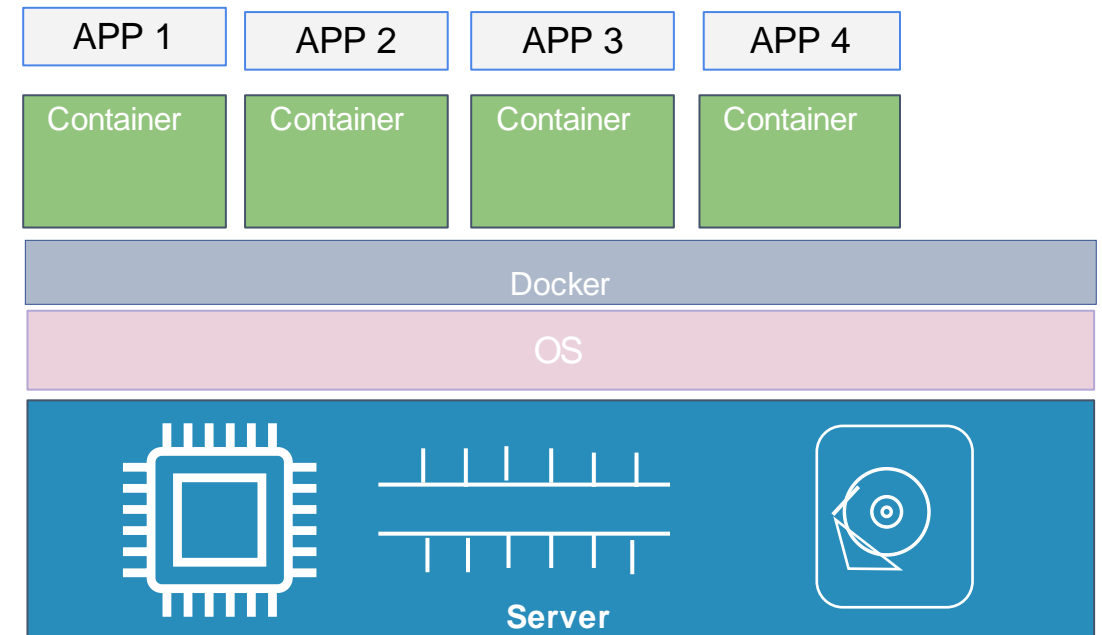 APP 1
APP 2
APP 3
APP 4
Container
Container
Container
Container
Docker
OS
Server